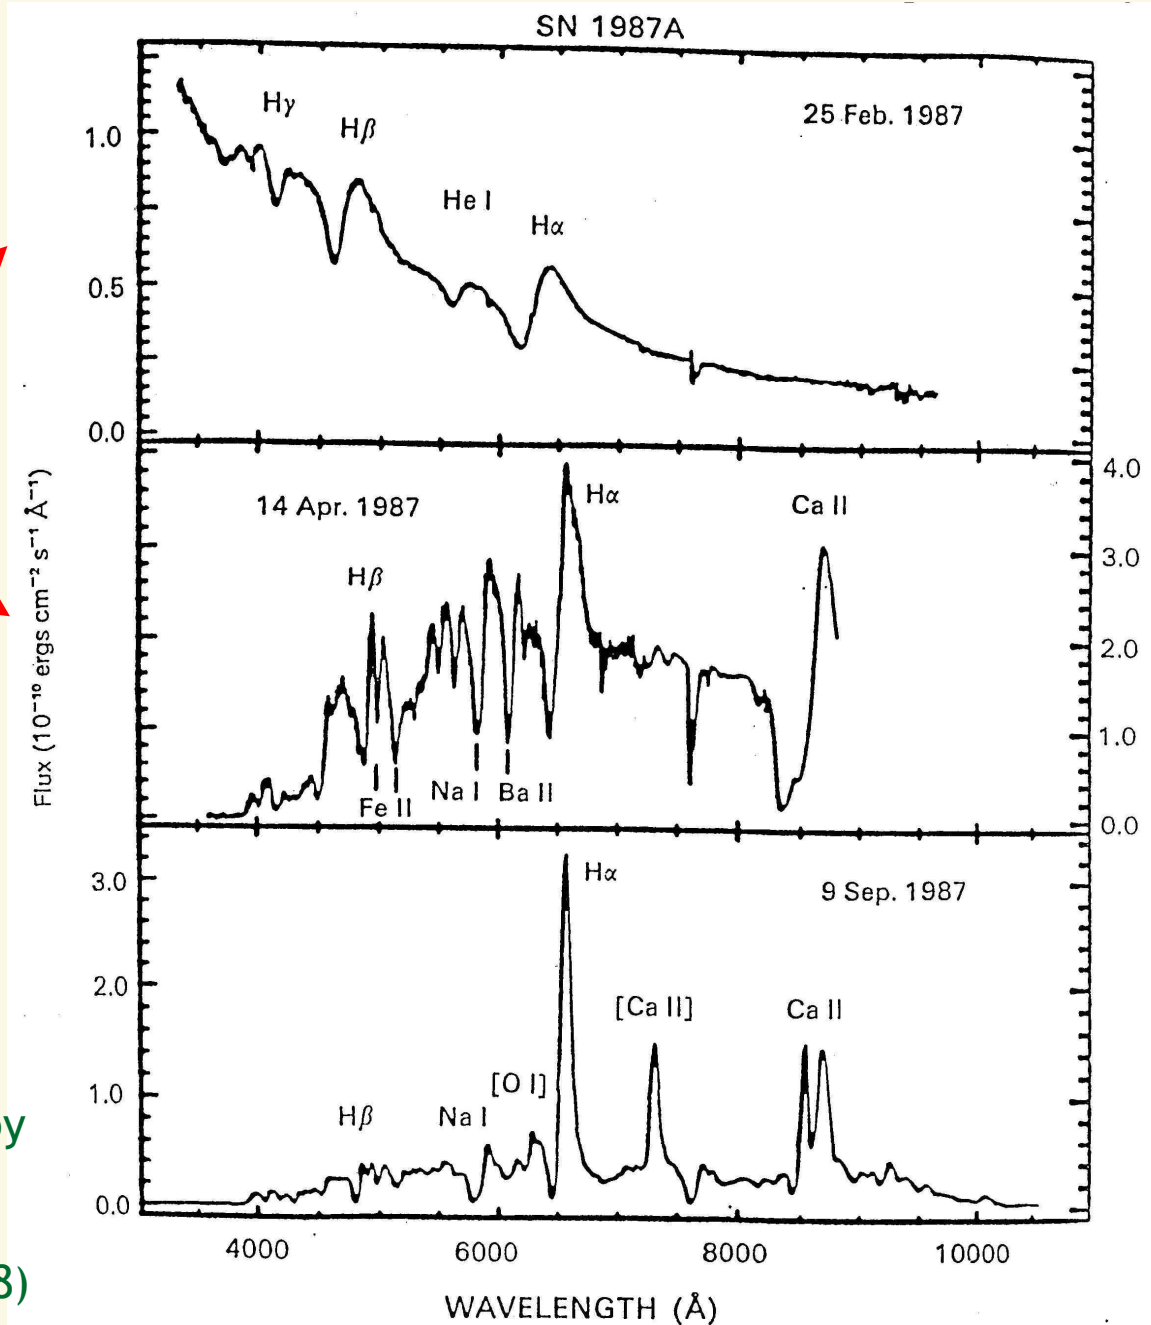 SN 1987A
25 Feb. 1987
Hγ
Hβ
He I
Hα
1.0
0.5
0.0
14 Apr. 1987
Hα
Ca II
Hβ
Fe II
Na I
Ba II
4.0
3.0
2.0
1.0
0.0
9 Sep. 1987
Hα
[Ca II]
Ca II
[O I]
Hβ
Na I
3.0
2.0
1.0
0.0
Flux (10⁻¹⁰ ergs cm⁻² s⁻¹ Å⁻¹)
4000
6000
8000
10000
WAVELENGTH (Å)
8)